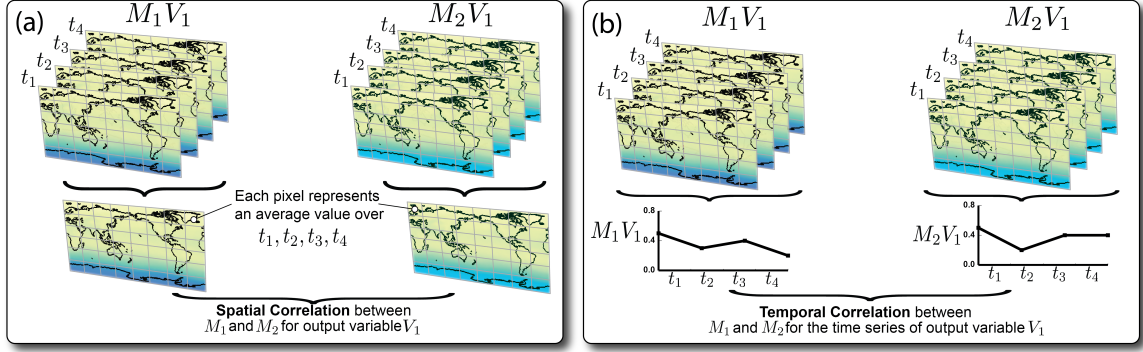 (a)
M₁V₁
M₂V₁
t₄
t₃
t₂
t₁
t₄
t₃
t₂
t₁
Each pixel represents
an average value over
t₁, t₂, t₃, t₄
Spatial Correlation between
M₁ and M₂ for output variable V₁
(b)
M₁V₁
M₂V₁
t₄
t₃
t₂
t₁
t₄
t₃
t₂
t₁
M₁V₁
0.8
0.4
0.0
t₁ t₂ t₃ t₄
M₂V₁
0.8
0.4
0.0
t₁ t₂ t₃ t₄
Temporal Correlation between
M₁ and M₂ for the time series of output variable V₁